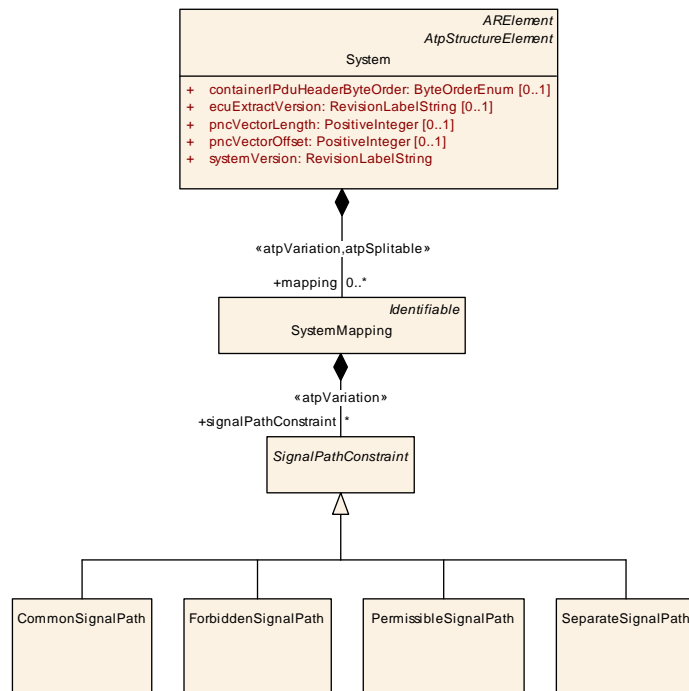 ARElement
AtpStructureElement
System
+ containerIPduHeaderByteOrder: ByteOrderEnum [0..1]
+ ecuExtractVersion: RevisionLabelString [0..1]
+ pncVectorLength: PositiveInteger [0..1]
+ pncVectorOffset: PositiveInteger [0..1]
+ systemVersion: RevisionLabelString
«atpVariation,atpSplitable»
+mapping 0..*
Identifiable
SystemMapping
«atpVariation»
+signalPathConstraint *
SignalPathConstraint
CommonSignalPath ForbiddenSignalPath PermissibleSignalPath SeparateSignalPath